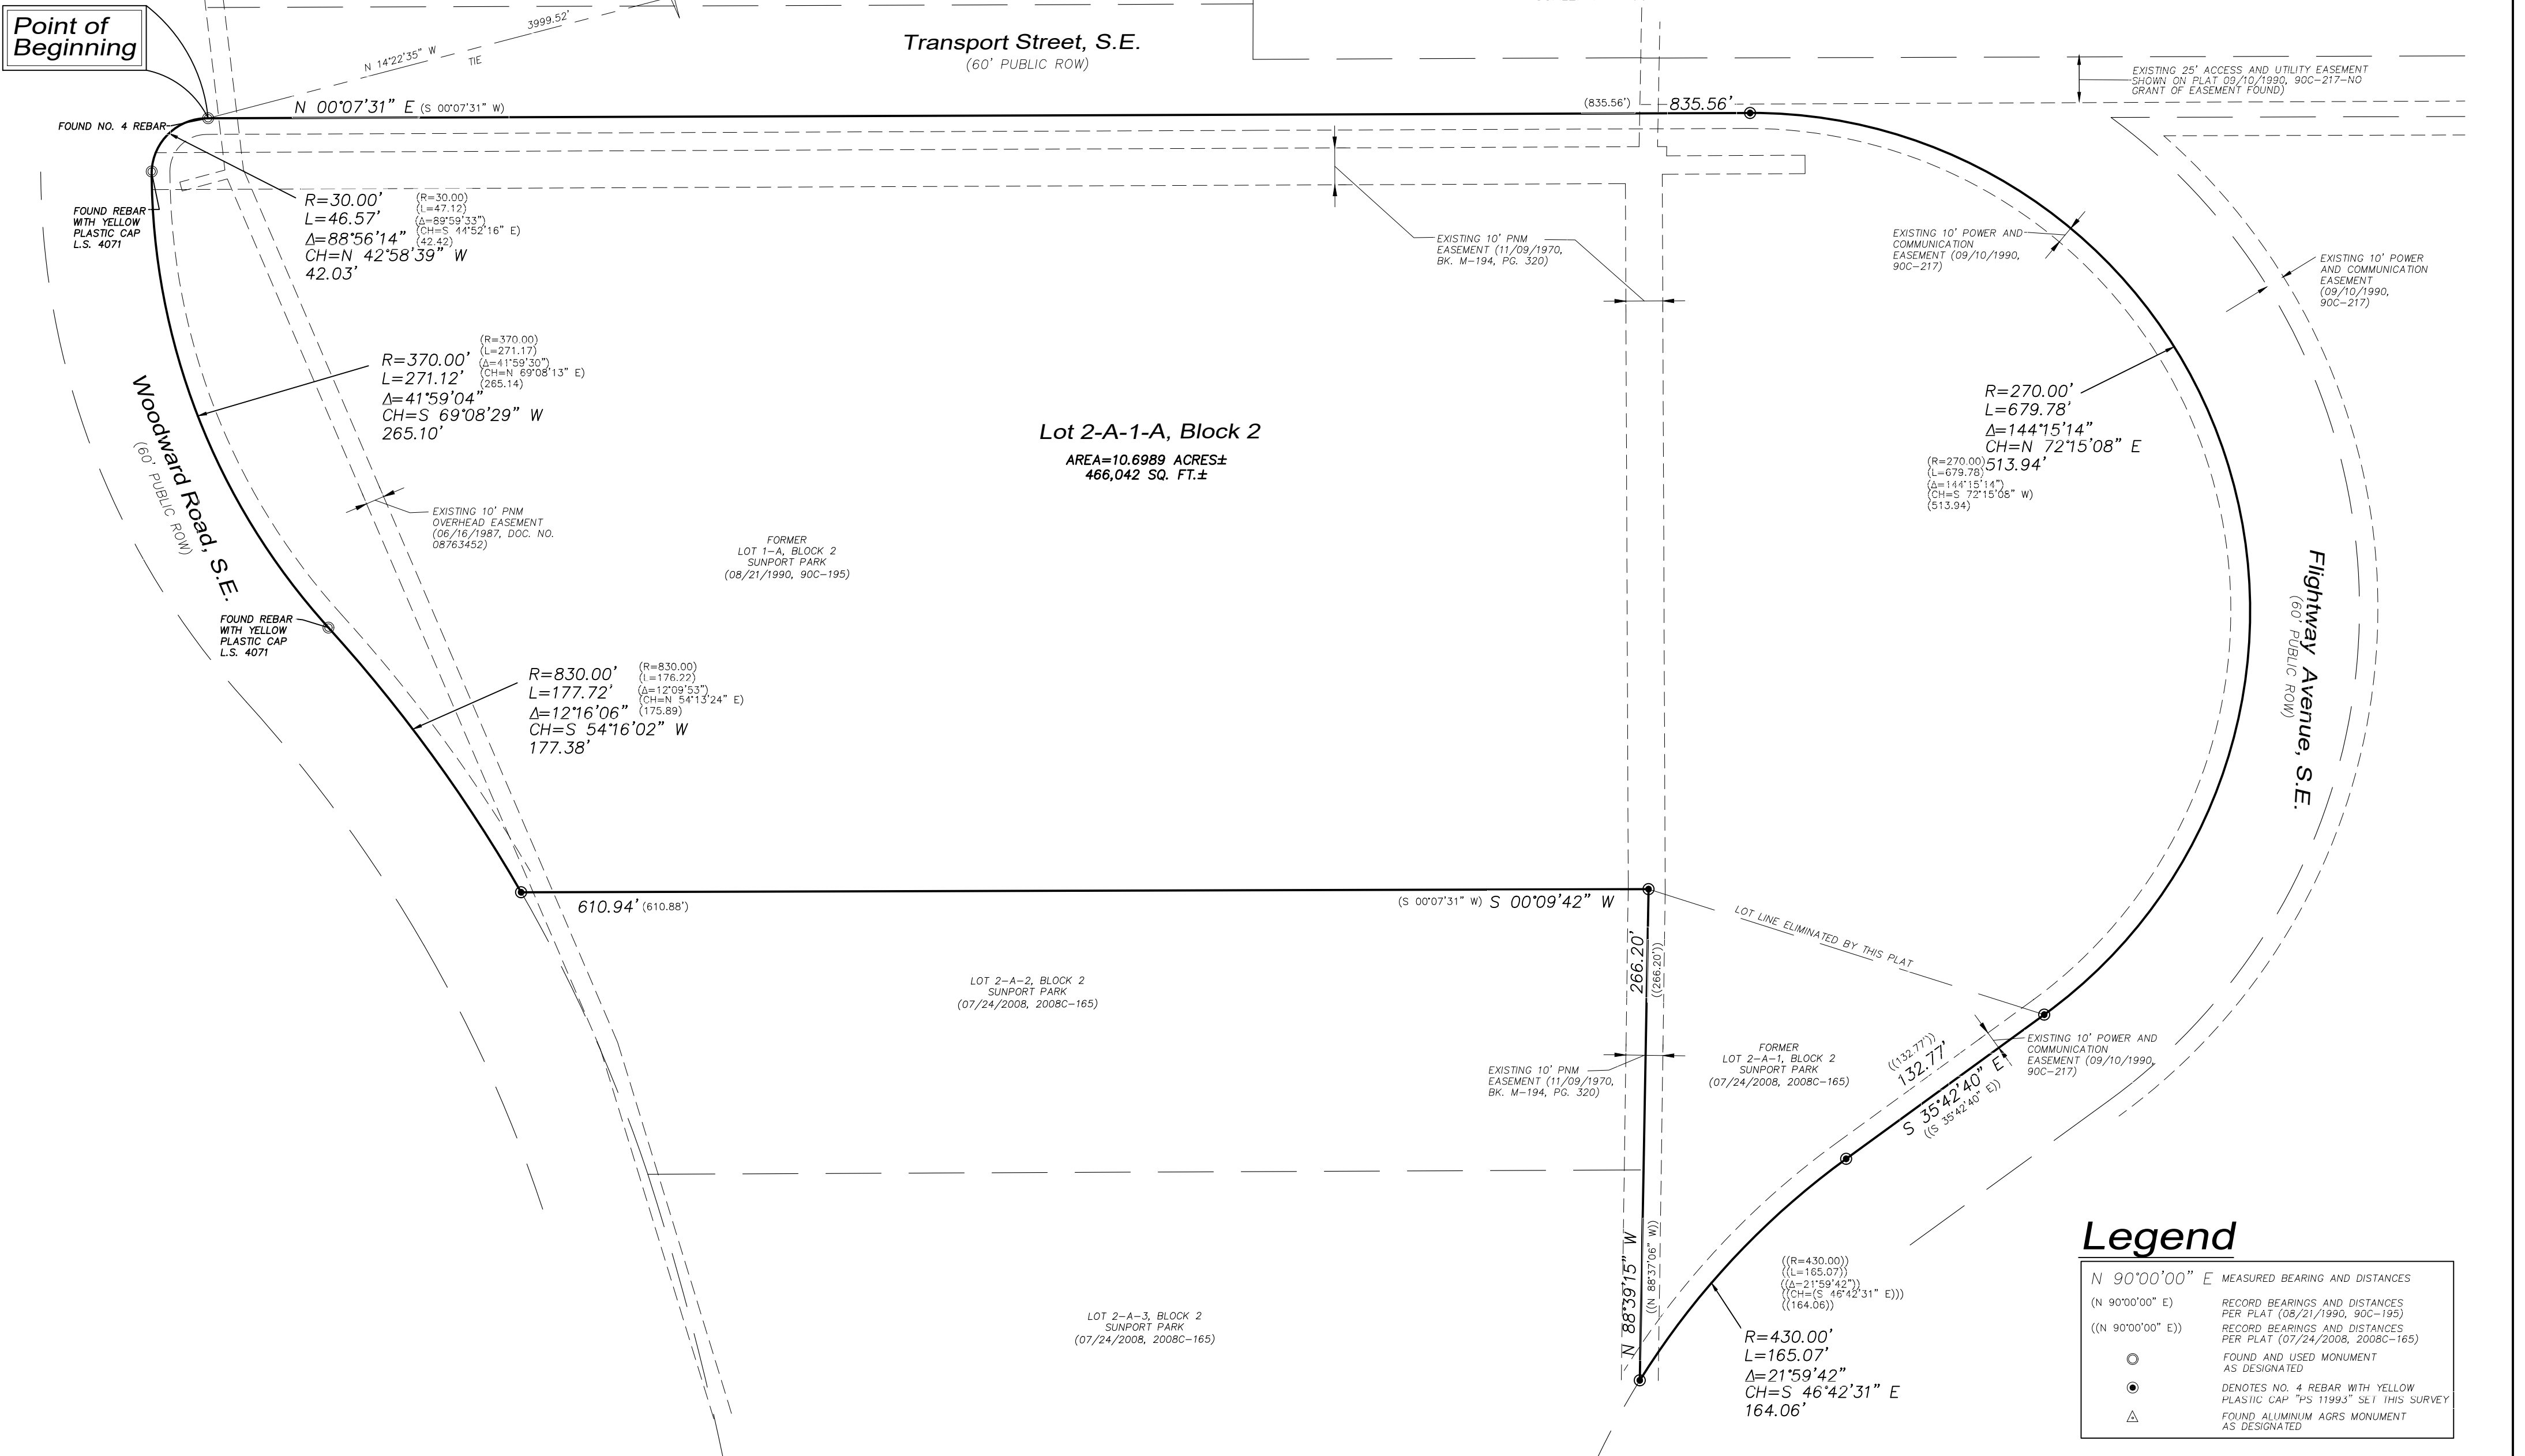 Point of
Beginning
3999.52'
N 14°22'35" W
TIE
Transport Street, S.E.
(60' PUBLIC ROW)
EXISTING 25' ACCESS AND UTILITY EASEMENT
SHOWN ON PLAT 09/10/1990, 90C-217-NO
GRANT OF EASEMENT FOUND)
N 00°07'31" E (S 00°07'31" W)
(835.56') 835.56'
FOUND NO. 4 REBAR
FOUND REBAR
WITH YELLOW
PLASTIC CAP
L.S. 4071
R=30.00'
L=46.57'
Δ=88°56'14"
CH=N 42°58'39" W
42.03'
(R=30.00)
(L=47.12)
(Δ=89°59'33")
(CH=S 44°52'16" E)
(42.42)
EXISTING 10' PNM
EASEMENT (11/09/1970,
BK. M-194, PG. 320)
EXISTING 10' POWER AND
COMMUNICATION
EASEMENT (09/10/1990,
90C-217)
EXISTING 10' POWER
AND COMMUNICATION
EASEMENT
(09/10/1990,
90C-217)
R=370.00'
L=271.12'
Δ=41°59'04"
CH=S 69°08'29" W
265.10'
(R=370.00)
(L=271.17)
(Δ=41°59'30")
(CH=N 69°08'13" E)
(265.14)
Woodward Road, S.E.
(60' PUBLIC ROW)
R=270.00'
L=679.78'
Δ=144°15'14"
CH=N 72°15'08" E
513.94'
(R=270.00)
(L=679.78)
(Δ=144°15'14")
(CH=S 72°15'08" W)
(513.94)
Lot 2-A-1-A, Block 2
AREA=10.6989 ACRES±
466,042 SQ. FT.±
EXISTING 10' PNM
OVERHEAD EASEMENT
(06/16/1987, DOC. NO.
08763452)
FORMER
LOT 1-A, BLOCK 2
SUNPORT PARK
(08/21/1990, 90C-195)
Flightway Avenue, S.E.
(60' PUBLIC ROW)
FOUND REBAR
WITH YELLOW
PLASTIC CAP
L.S. 4071
R=830.00'
L=177.72'
Δ=12°16'06"
CH=S 54°16'02" W
177.38'
(R=830.00)
(L=176.22)
(Δ=12°09'53")
(CH=N 54°13'24" E)
(175.89)
610.94' (610.88')
(S 00°07'31" W) S 00°09'42" W
266.20'
((266.20'))
LOT LINE ELIMINATED BY THIS PLAT
LOT 2-A-2, BLOCK 2
SUNPORT PARK
(07/24/2008, 2008C-165)
EXISTING 10' PNM
EASEMENT (11/09/1970,
BK. M-194, PG. 320)
FORMER
LOT 2-A-1, BLOCK 2
SUNPORT PARK
(07/24/2008, 2008C-165)
((132.77'))
132.77'
S 35°42'40" E
((S 35°42'40" E))
EXISTING 10' POWER AND
COMMUNICATION
EASEMENT (09/10/1990,
90C-217)
N 88°39'15" W
((N 88°37'06" W))
LOT 2-A-3, BLOCK 2
SUNPORT PARK
(07/24/2008, 2008C-165)
((R=430.00))
((L=165.07))
((Δ=21°59'42"))
((CH=(S 46°42'31" E)))
((164.06))
R=430.00'
L=165.07'
Δ=21°59'42"
CH=S 46°42'31" E
164.06'
Legend
N 90°00'00" E MEASURED BEARING AND DISTANCES
(N 90°00'00" E) RECORD BEARINGS AND DISTANCES
PER PLAT (08/21/1990, 90C-195)
((N 90°00'00" E)) RECORD BEARINGS AND DISTANCES
PER PLAT (07/24/2008, 2008C-165)
FOUND AND USED MONUMENT
AS DESIGNATED
DENOTES NO. 4 REBAR WITH YELLOW
PLASTIC CAP "PS 11993" SET THIS SURVEY
FOUND ALUMINUM AGRS MONUMENT
AS DESIGNATED